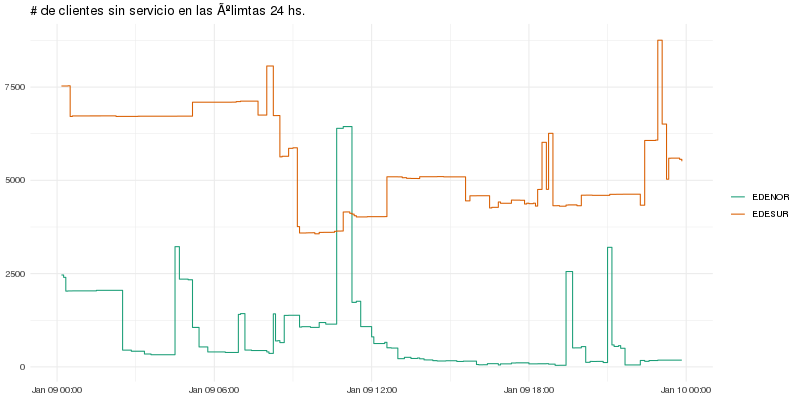 # de clientes sin servicio en las Ãºlimtas 24 hs.
7500
5000
2500
0
Jan 09 00:00
Jan 09 06:00
Jan 09 12:00
Jan 09 18:00
Jan 10 00:00
EDENOR
EDESUR